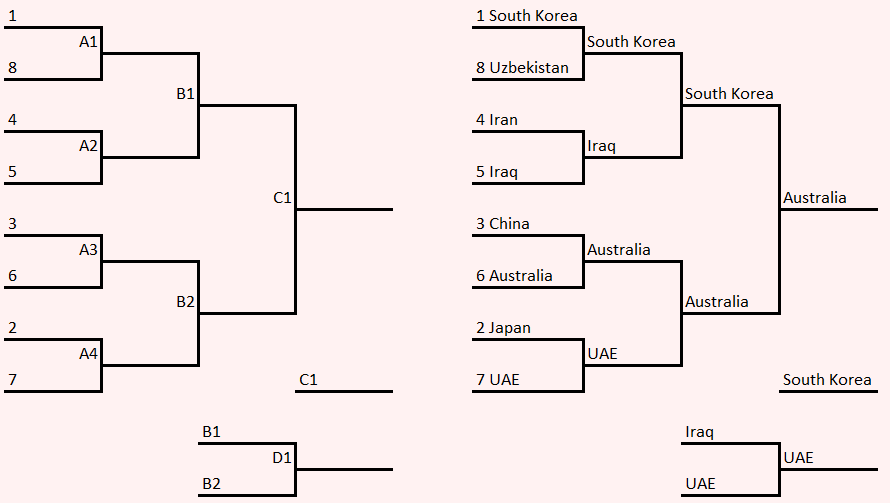 1
A1
8
B1
4
A2
5
C1
3
A3
6
B2
2
A4
7
C1
B1
D1
B2
1 South Korea
South Korea
8 Uzbekistan
South Korea
4 Iran
Iraq
5 Iraq
Australia
3 China
Australia
6 Australia
Australia
2 Japan
UAE
7 UAE
South Korea
Iraq
UAE
UAE